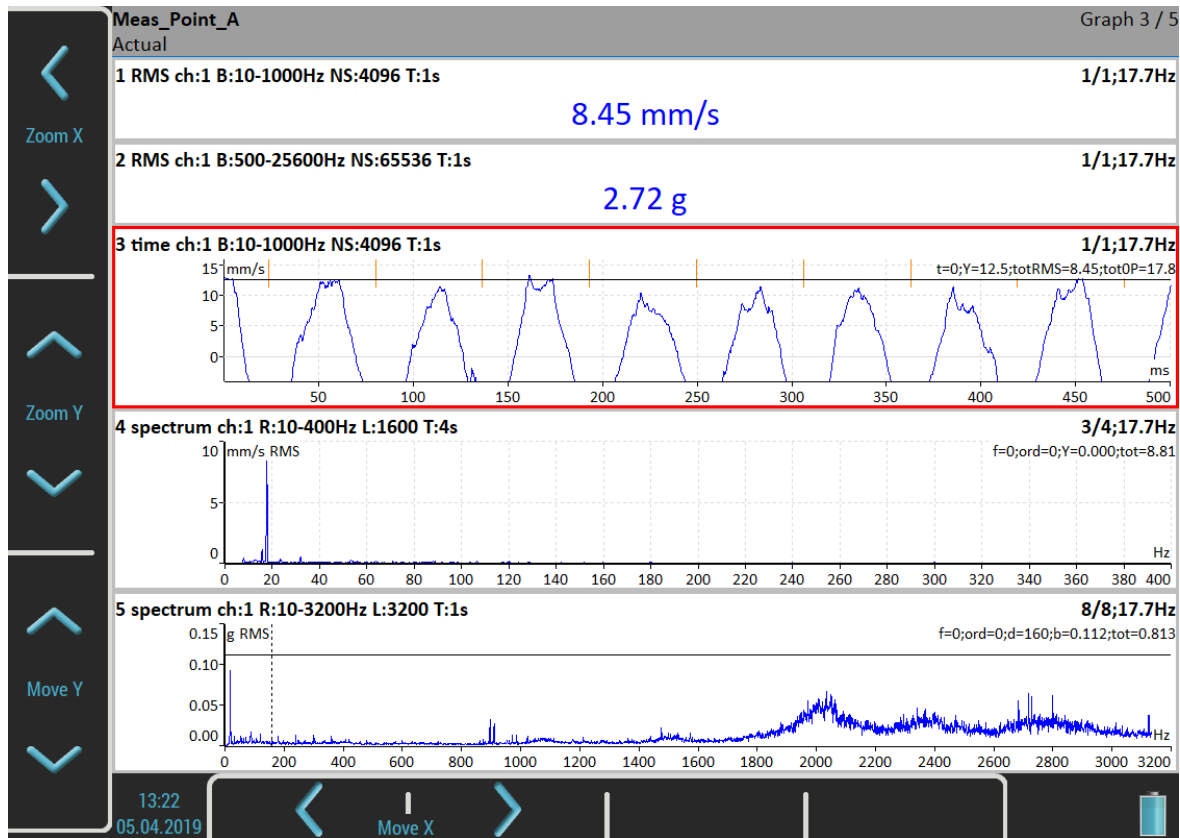 Meas_Point_A
Graph 3 / 5
Actual
Zoom X
Zoom Y
Move Y
1 RMS ch:1 B:10-1000Hz NS:4096 T:1s
1/1;17.7Hz
8.45 mm/s
2 RMS ch:1 B:500-25600Hz NS:65536 T:1s
1/1;17.7Hz
2.72 g
3 time ch:1 B:10-1000Hz NS:4096 T:1s
1/1;17.7Hz
15 mm/s
t=0;Y=12.5;totRMS=8.45;tot0P=17.8
10
5
0
ms
50 100 150 200 250 300 350 400 450 500
4 spectrum ch:1 R:10-400Hz L:1600 T:4s
3/4;17.7Hz
10 mm/s RMS
f=0;ord=0;Y=0.000;tot=8.81
5
0
Hz
0 20 40 60 80 100 120 140 160 180 200 220 240 260 280 300 320 340 360 380 400
5 spectrum ch:1 R:10-3200Hz L:3200 T:1s
8/8;17.7Hz
0.15 g RMS
f=0;ord=0;d=160;b=0.112;tot=0.813
0.10
0.05
0.00
Hz
0 200 400 600 800 1000 1200 1400 1600 1800 2000 2200 2400 2600 2800 3000 3200
13:22
05.04.2019
Move X